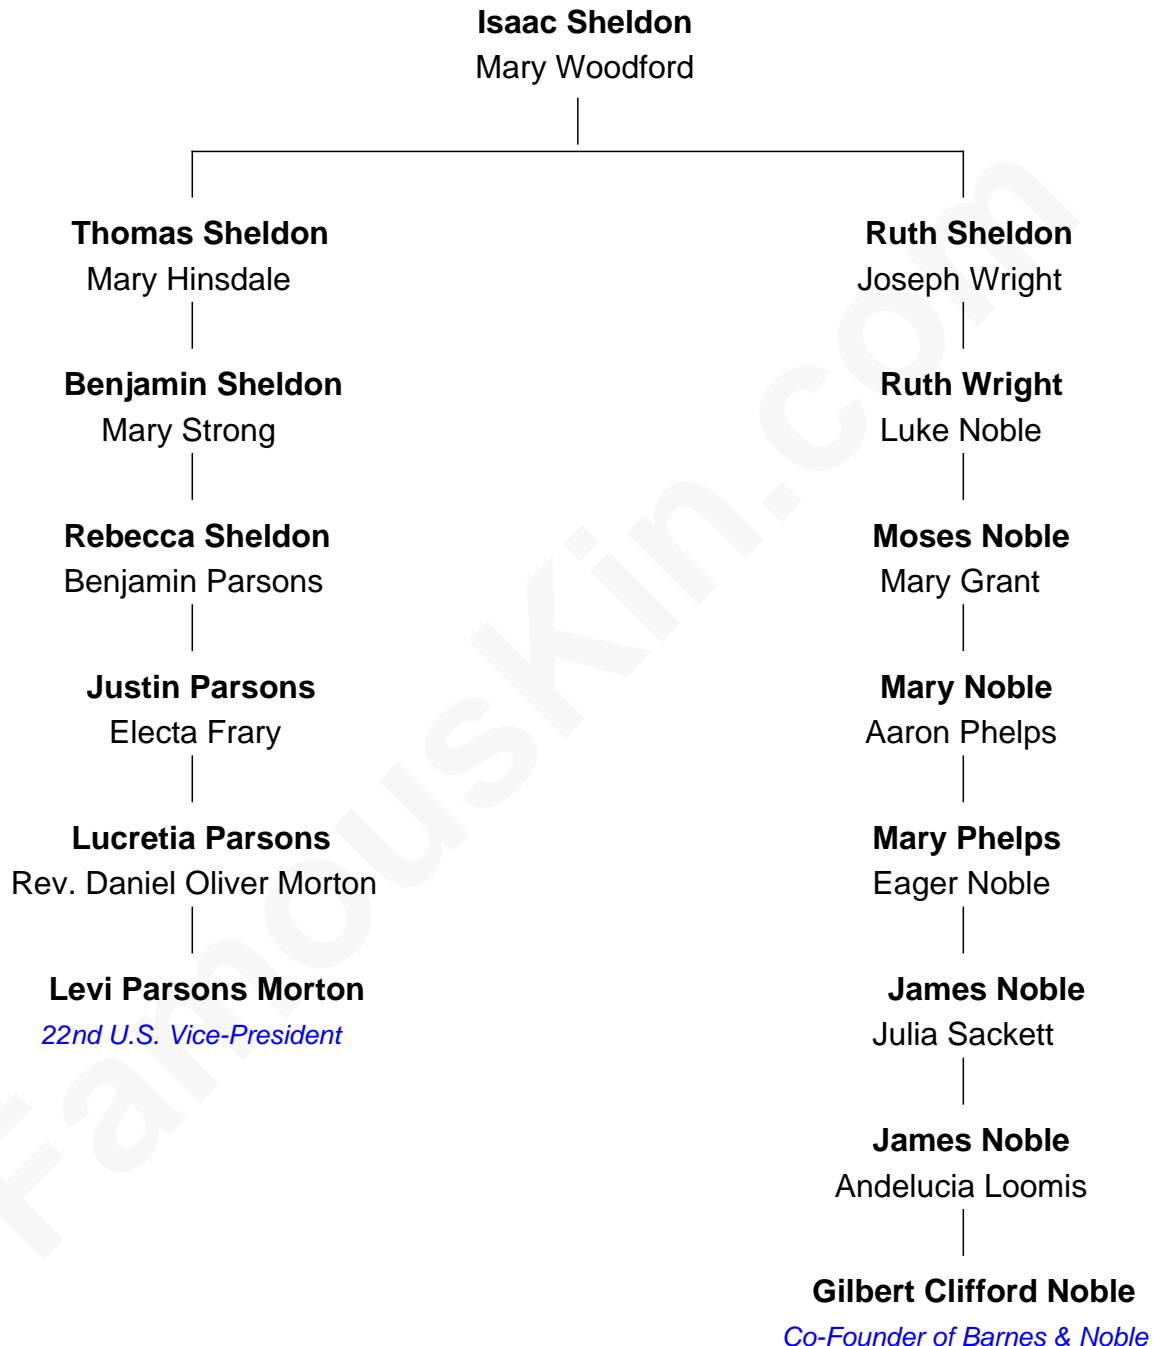 Isaac Sheldon
Mary Woodford
Thomas Sheldon
Mary Hinsdale
Benjamin Sheldon
Mary Strong
Rebecca Sheldon
Benjamin Parsons
Justin Parsons
Electa Frary
Lucretia Parsons
Rev. Daniel Oliver Morton
Levi Parsons Morton
22nd U.S. Vice-President
Ruth Sheldon
Joseph Wright
Ruth Wright
Luke Noble
Moses Noble
Mary Grant
Mary Noble
Aaron Phelps
Mary Phelps
Eager Noble
James Noble
Julia Sackett
James Noble
Andelucia Loomis
Gilbert Clifford Noble
Co-Founder of Barnes & Noble
FamousKin.com